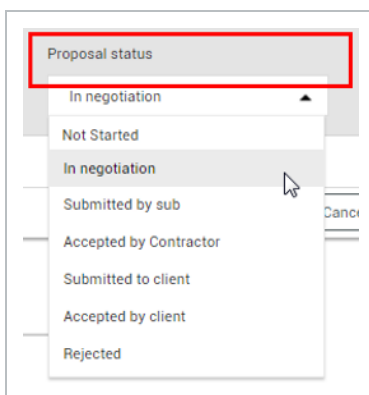 Proposal status
In negotiation
Not Started
In negotiation
Submitted by sub
Accepted by Contractor
Submitted to client
Accepted by client
Rejected